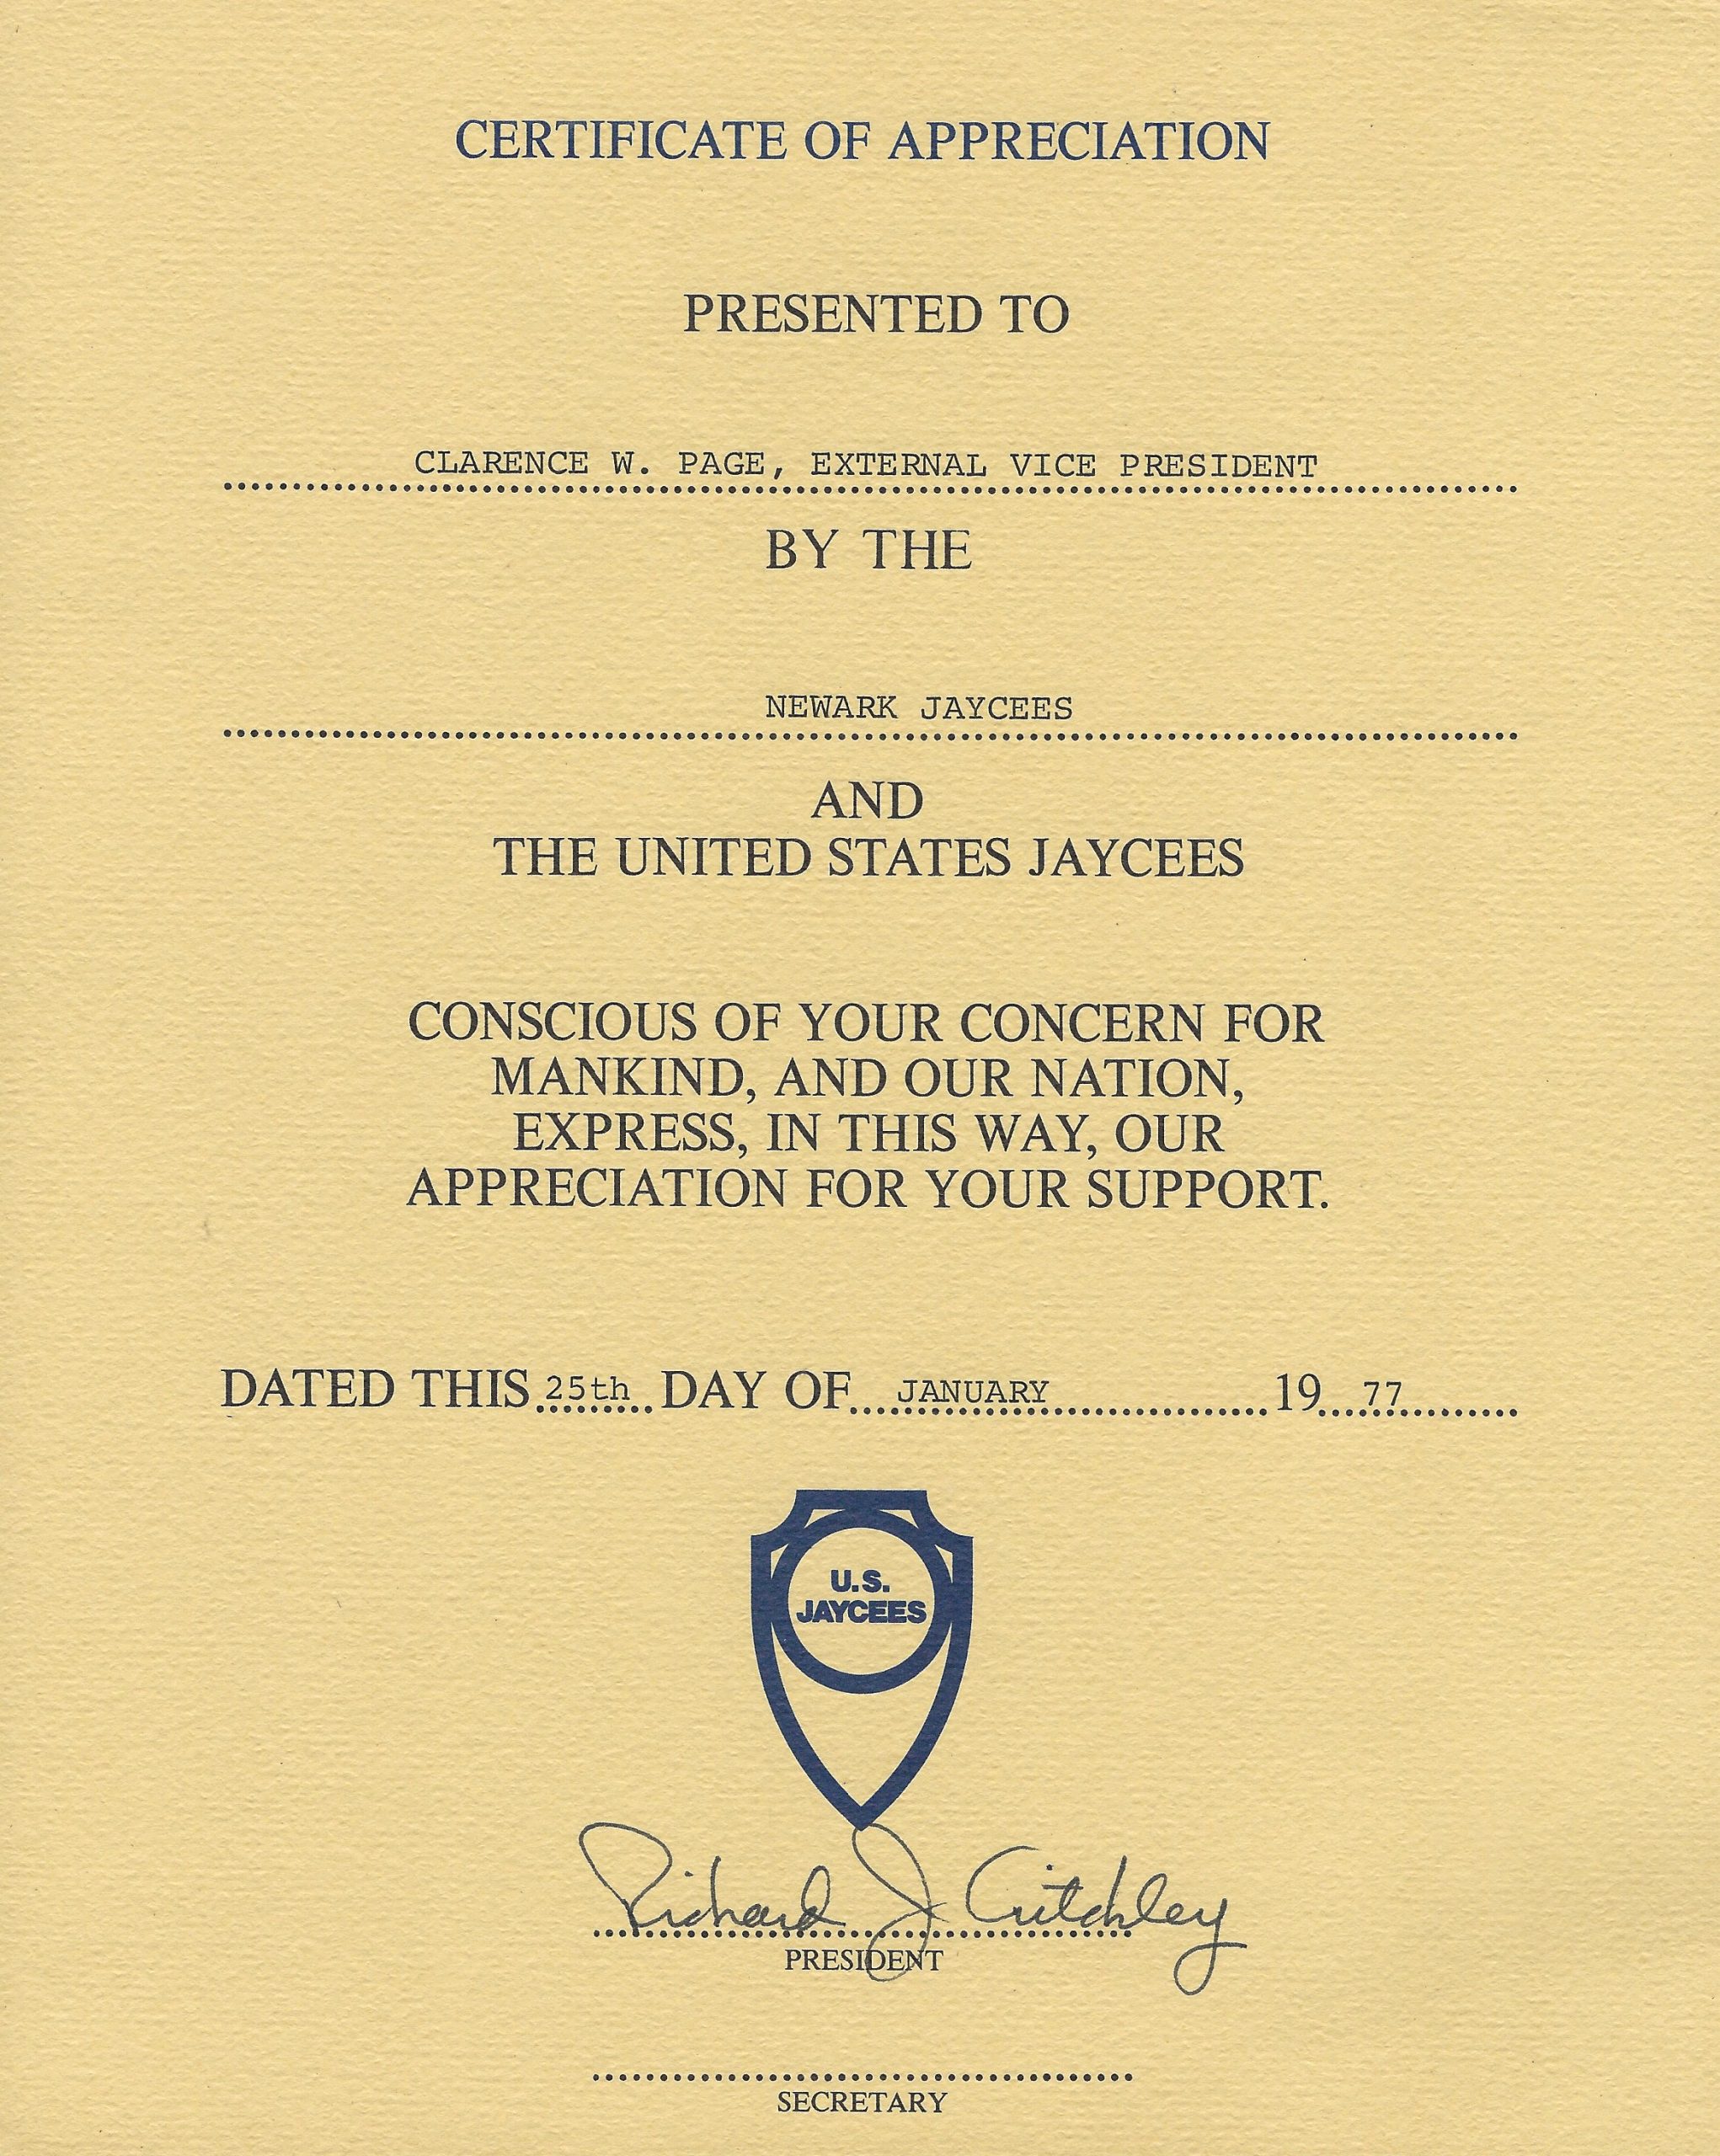 CERTIFICATE OF APPRECIATION
PRESENTED TO
CLARENCE W. PAGE, EXTERNAL VICE PRESIDENT
BY THE
NEWARK JAYCEES
AND
THE UNITED STATES JAYCEES
CONSCIOUS OF YOUR CONCERN FOR
MANKIND, AND OUR NATION,
EXPRESS, IN THIS WAY, OUR
APPRECIATION FOR YOUR SUPPORT.
DATED THIS 25th DAY OF JANUARY 19 77
U.S.
JAYCEES
Richard J Critchley
PRESIDENT
SECRETARY